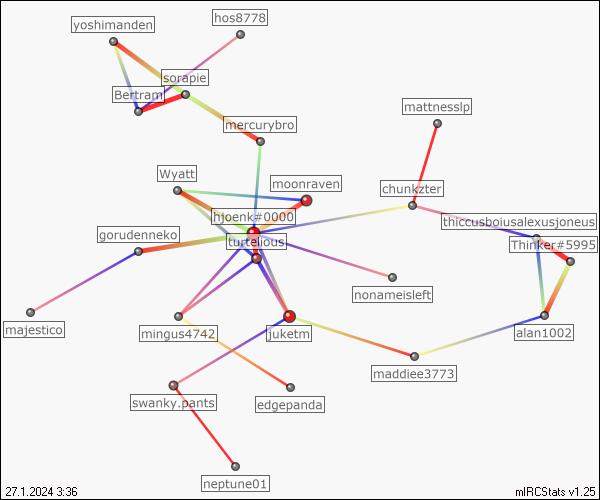 hos8778
yoshimanden
sorapie
Bertram
mattnesslp
mercurybro
Wyatt
moonraven
chunkzter
hjoenk#0000
thiccusboiusalexusjoneus
gorudenneko
turtelious
Thinker#5995
nonameisleft
majestico
mingus4742
juketm
alan1002
maddiee3773
swanky.pants
edgepanda
neptune01
27.1.2024 3:36
mIRCStats v1.25